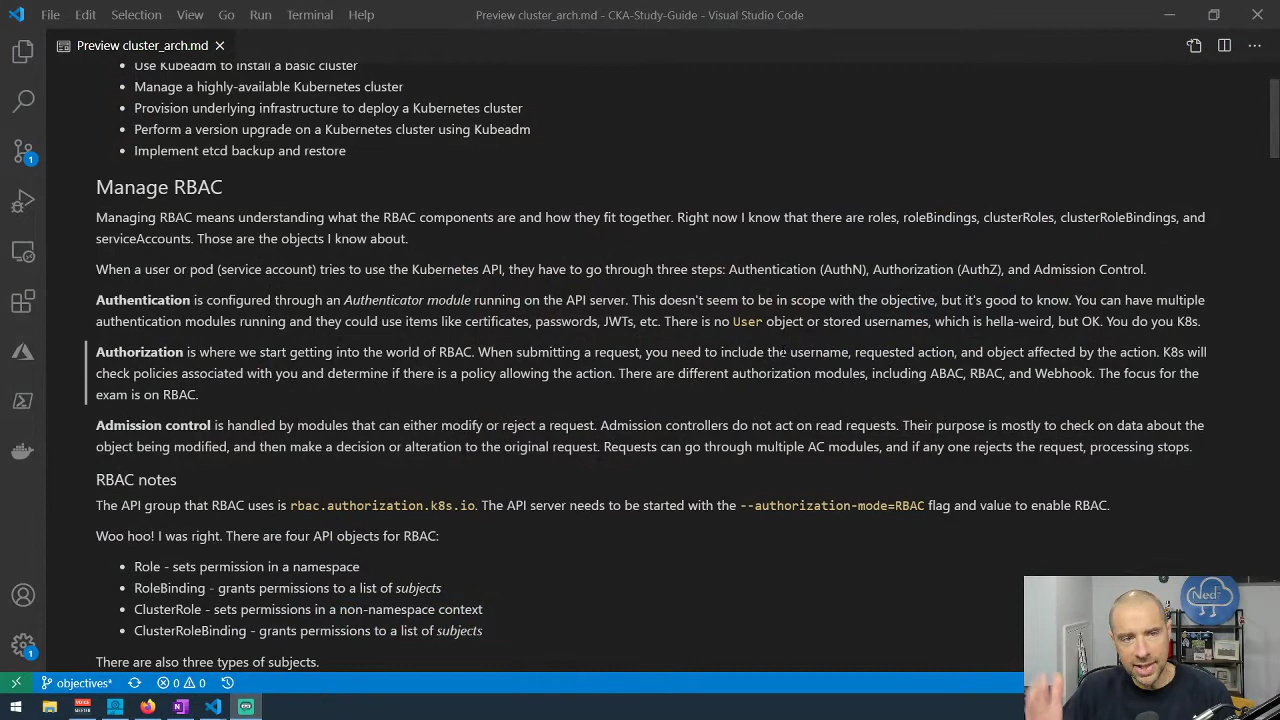 File Edit Selection View Go Run Terminal Help
Preview cluster_arch.md - CKA-Study-Guide - Visual Studio Code
Preview cluster_arch.md
Use Kubeadm to install a basic cluster
Manage a highly-available Kubernetes cluster
Provision underlying infrastructure to deploy a Kubernetes cluster
Perform a version upgrade on a Kubernetes cluster using Kubeadm
Implement etcd backup and restore
Manage RBAC
Managing RBAC means understanding what the RBAC components are and how they fit together. Right now I know that there are roles, roleBindings, clusterRoles, clusterRoleBindings, and
serviceAccounts. Those are the objects I know about.
When a user or pod (service account) tries to use the Kubernetes API, they have to go through three steps: Authentication (AuthN), Authorization (AuthZ), and Admission Control.
Authentication is configured through an Authenticator module running on the API server. This doesn't seem to be in scope with the objective, but it's good to know. You can have multiple
authentication modules running and they could use items like certificates, passwords, JWTs, etc. There is no User object or stored usernames, which is hella-weird, but OK. You do you K8s.
Authorization is where we start getting into the world of RBAC. When submitting a request, you need to include the username, requested action, and object affected by the action. K8s will
check policies associated with you and determine if there is a policy allowing the action. There are different authorization modules, including ABAC, RBAC, and Webhook. The focus for the
exam is on RBAC.
Admission control is handled by modules that can either modify or reject a request. Admission controllers do not act on read requests. Their purpose is mostly to check on data about the
object being modified, and then make a decision or alteration to the original request. Requests can go through multiple AC modules, and if any one rejects the request, processing stops.
RBAC notes
The API group that RBAC uses is rbac.authorization.k8s.io. The API server needs to be started with the --authorization-mode=RBAC flag and value to enable RBAC.
Woo hoo! I was right. There are four API objects for RBAC:
Role - sets permission in a namespace
RoleBinding - grants permissions to a list of subjects
ClusterRole - sets permissions in a non-namespace context
ClusterRoleBinding - grants permissions to a list of subjects
There are also three types of subjects.
1
1
objectives* 0 0
Ned